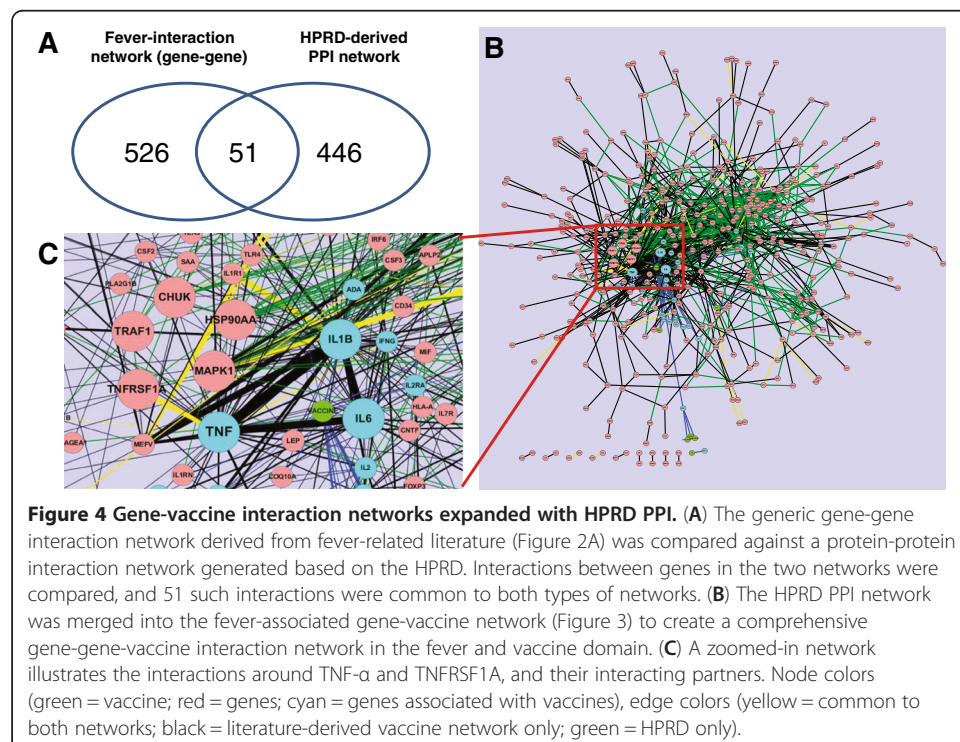 A
Fever-interaction
network (gene-gene)
HPRD-derived
PPI network
526
51
446
B
C
CSF2
SAA
TLR4
IRF6
CSF3
APLP2
PLA2G1B
IL1R1
ADA
CHUK
CD34
HSP90AA1
TRAF1
IL1B
IFNG
MAPK1
MIF
TNFRSF1A
IL2RA
VACCINE
HLA-A
IL7R
TNF
IL6
CNTF
MEFV
LEP
AGEA
IL2
IL1RN
COQ10A
FOXP3
Figure 4 Gene-vaccine interaction networks expanded with HPRD PPI. (A) The generic gene-gene
interaction network derived from fever-related literature (Figure 2A) was compared against a protein-protein
interaction network generated based on the HPRD. Interactions between genes in the two networks were
compared, and 51 such interactions were common to both types of networks. (B) The HPRD PPI network
was merged into the fever-associated gene-vaccine network (Figure 3) to create a comprehensive
gene-gene-vaccine interaction network in the fever and vaccine domain. (C) A zoomed-in network
illustrates the interactions around TNF-α and TNFRSF1A, and their interacting partners. Node colors
(green = vaccine; red = genes; cyan = genes associated with vaccines), edge colors (yellow = common to
both networks; black = literature-derived vaccine network only; green = HPRD only).